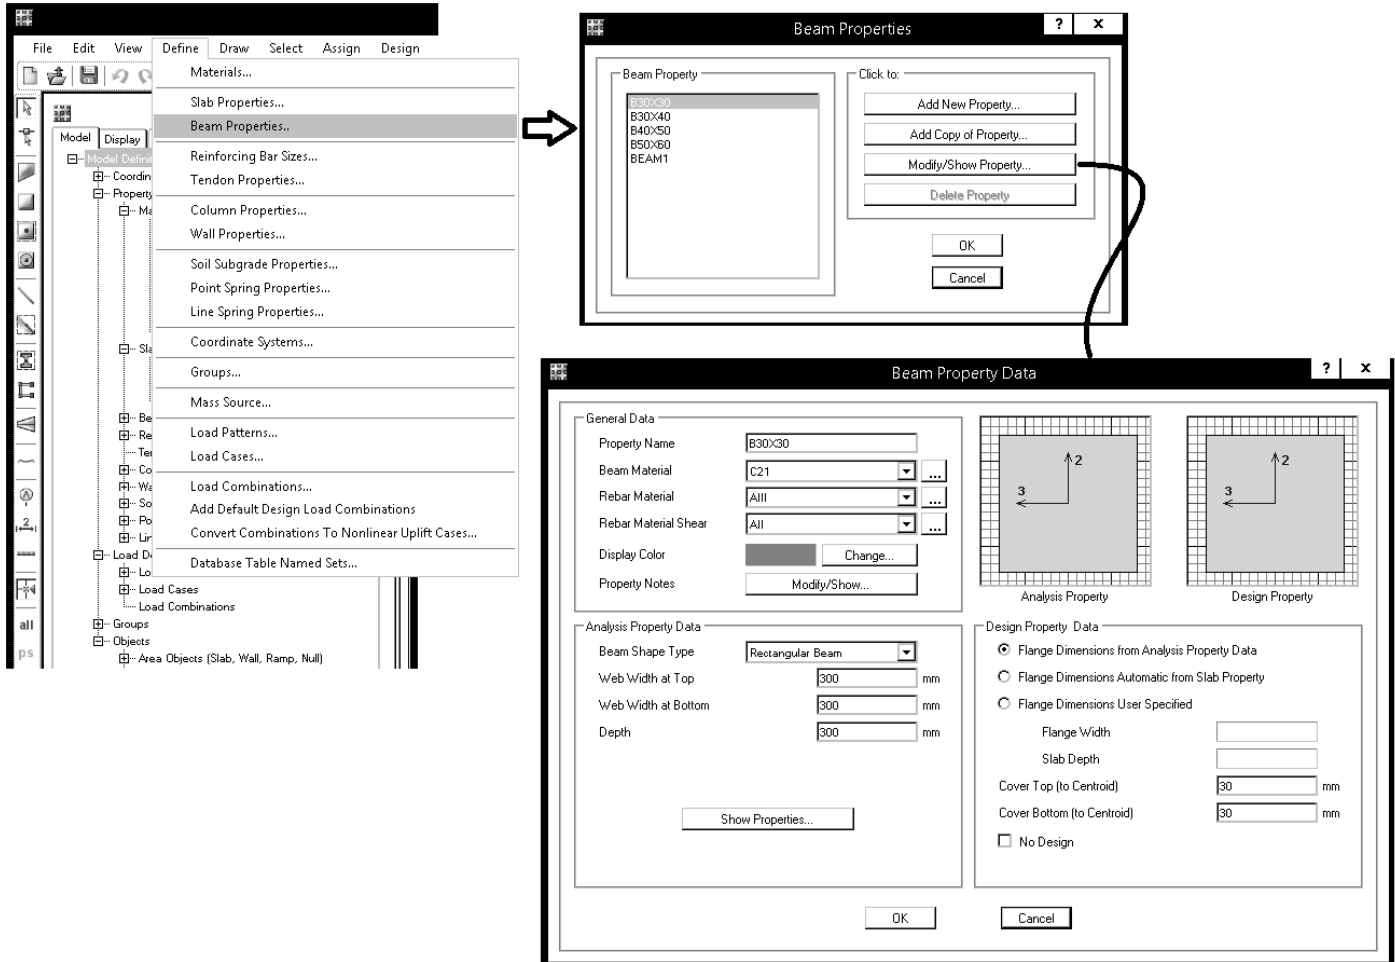 File Edit View Define Draw Select Assign Design
Materials...
Slab Properties...
Beam Properties..
Reinforcing Bar Sizes...
Tendon Properties...
Column Properties...
Wall Properties...
Soil Subgrade Properties...
Point Spring Properties...
Line Spring Properties...
Coordinate Systems...
Groups...
Mass Source...
Load Patterns...
Load Cases...
Load Combinations...
Add Default Design Load Combinations
Convert Combinations To Nonlinear Uplift Cases...
Database Table Named Sets...
Model Display
Model Defini
Coordin
Property
Ma
Sla
Be
Re
Te
Co
Wa
So
Po
Lin
Load De
Lo
Load Cases
Load Combinations
Groups
Objects
Area Objects (Slab, Wall, Ramp, Null)
all
ps
Beam Properties ? x
Beam Property
B30X30
B30X40
B40X50
B50X60
BEAM1
Click to:
Add New Property...
Add Copy of Property...
Modify/Show Property...
Delete Property
OK
Cancel
Beam Property Data ? x
General Data
Property Name B30X30
Beam Material C21 ...
Rebar Material AIII ...
Rebar Material Shear AII ...
Display Color Change...
Property Notes Modify/Show...
2
3
Analysis Property
2
3
Design Property
Analysis Property Data
Beam Shape Type Rectangular Beam
Web Width at Top 300 mm
Web Width at Bottom 300 mm
Depth 300 mm
Show Properties...
Design Property Data
Flange Dimensions from Analysis Property Data
Flange Dimensions Automatic from Slab Property
Flange Dimensions User Specified
Flange Width
Slab Depth
Cover Top (to Centroid) 30 mm
Cover Bottom (to Centroid) 30 mm
No Design
OK Cancel